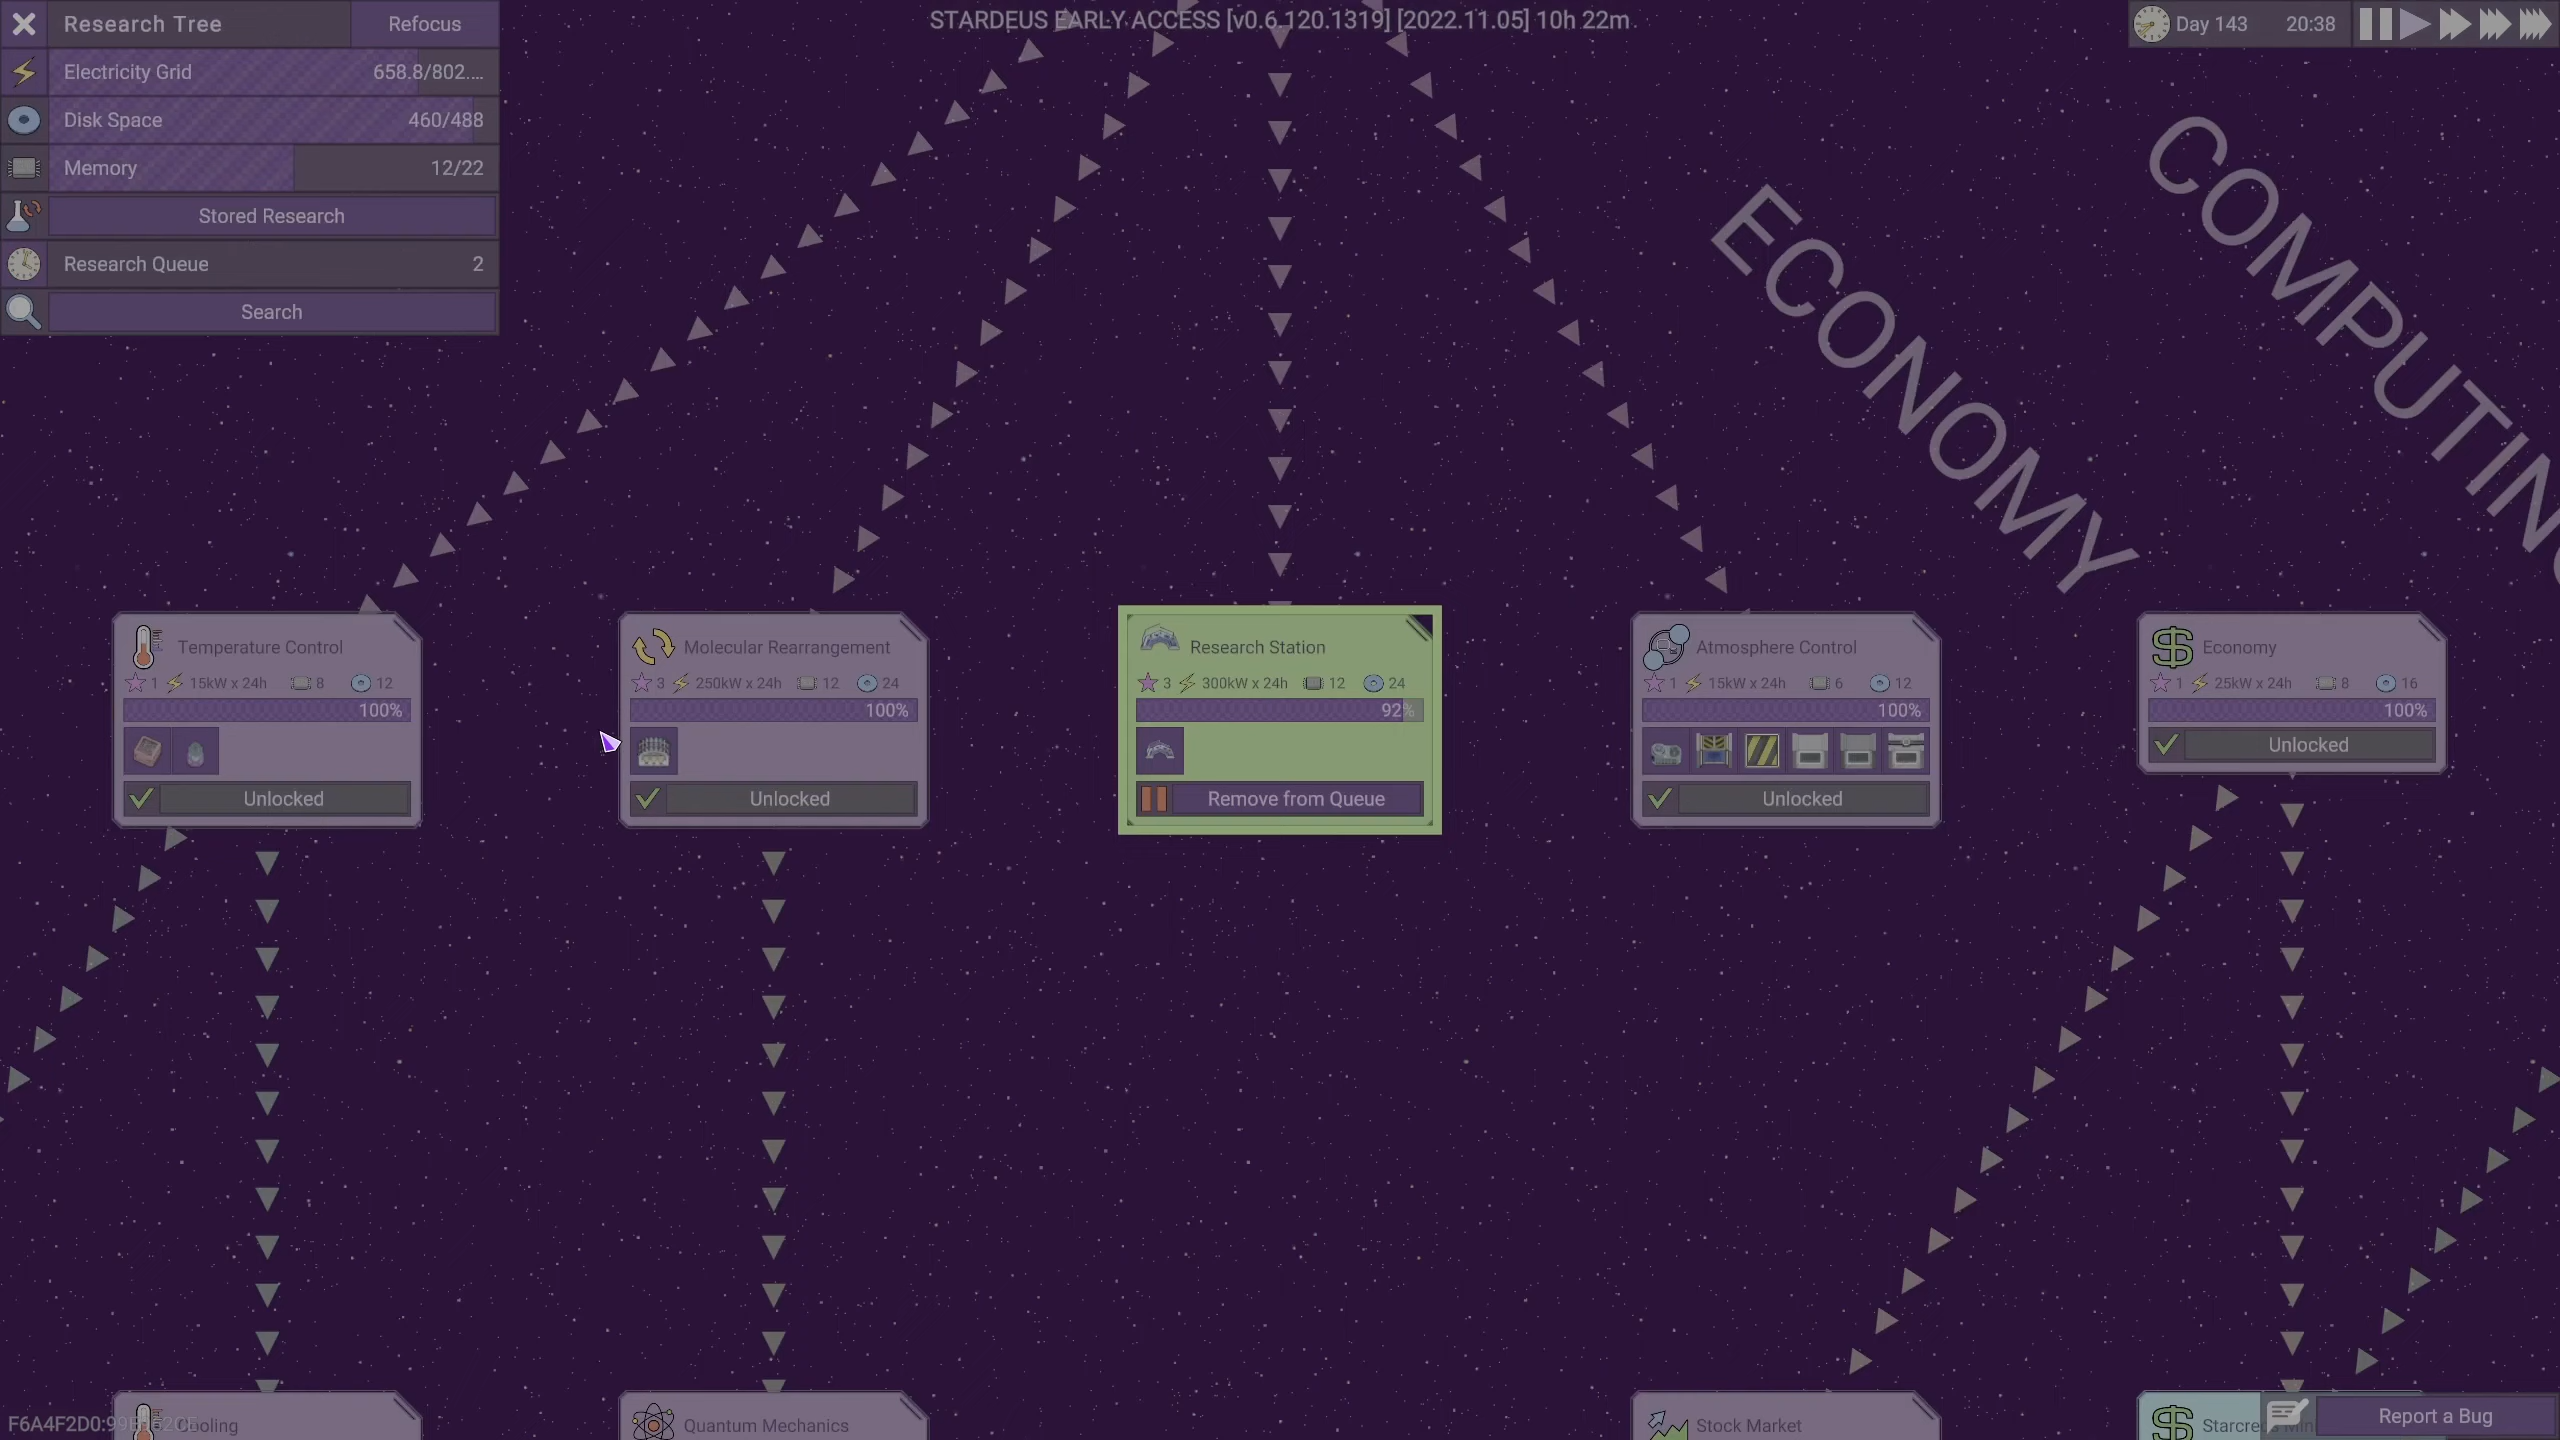 Research Tree
Refocus
STARDEUS EARLY ACCESS [v0.6.120.1319] [2022.11.05] 10h 22m
Day 143
20:38
Electricity Grid
658.8/802....
Disk Space
460/488
Memory
12/22
Stored Research
Research Queue
2
Search
ECONOMY
COMPUTING
Temperature Control
1 15kW x 24h 8 12
100%
Unlocked
Molecular Rearrangement
3 250kW x 24h 12 24
100%
Unlocked
Research Station
3 300kW x 24h 12 24
92%
Remove from Queue
Atmosphere Control
1 15kW x 24h 6 12
100%
Unlocked
Economy
1 25kW x 24h 8 16
100%
Unlocked
Cooling
Quantum Mechanics
Stock Market
Report a Bug